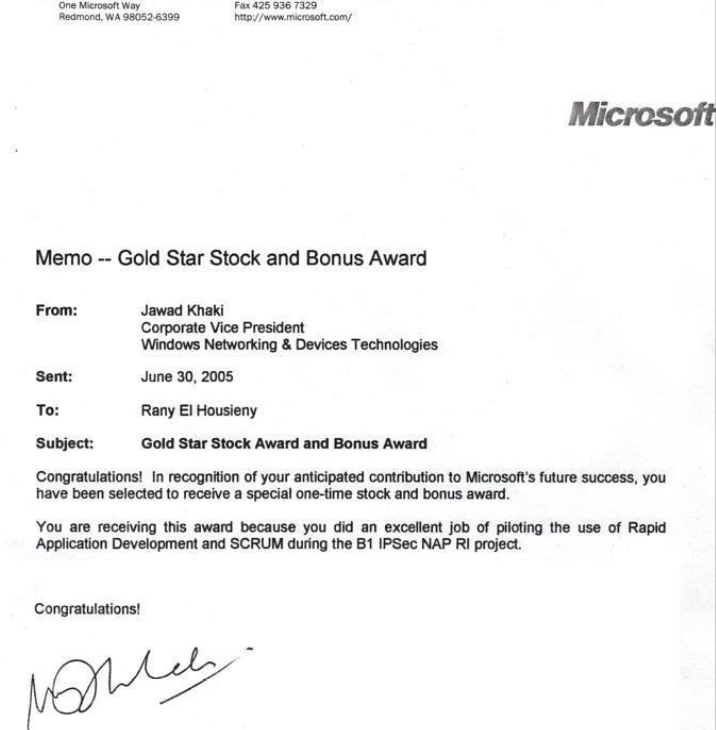 One Microsoft Way
Redmond, WA 98052-6399
Fax 425 936 7329
http://www.microsoft.com/
Microsoft
Memo -- Gold Star Stock and Bonus Award
From: Jawad Khaki
Corporate Vice President
Windows Networking & Devices Technologies
Sent: June 30, 2005
To: Rany El Housieny
Subject: Gold Star Stock Award and Bonus Award
Congratulations! In recognition of your anticipated contribution to Microsoft's future success, you
have been selected to receive a special one-time stock and bonus award.
You are receiving this award because you did an excellent job of piloting the use of Rapid
Application Development and SCRUM during the B1 IPSec NAP RI project.
Congratulations!